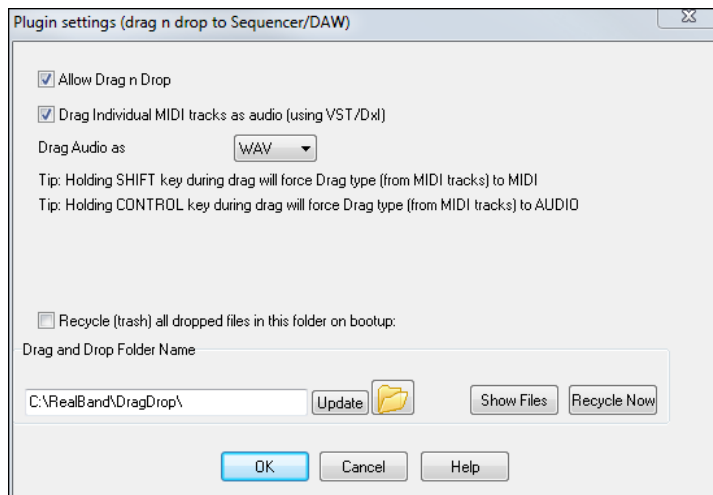 Plugin settings (drag n drop to Sequencer/DAW)
Allow Drag n Drop
Drag Individual MIDI tracks as audio (using VST/DxI)
Drag Audio as WAV
Tip: Holding SHIFT key during drag will force Drag type (from MIDI tracks) to MIDI
Tip: Holding CONTROL key during drag will force Drag type (from MIDI tracks) to AUDIO
Recycle (trash) all dropped files in this folder on bootup:
Drag and Drop Folder Name
C:\RealBand\DragDrop\ Update Show Files Recycle Now
OK Cancel Help